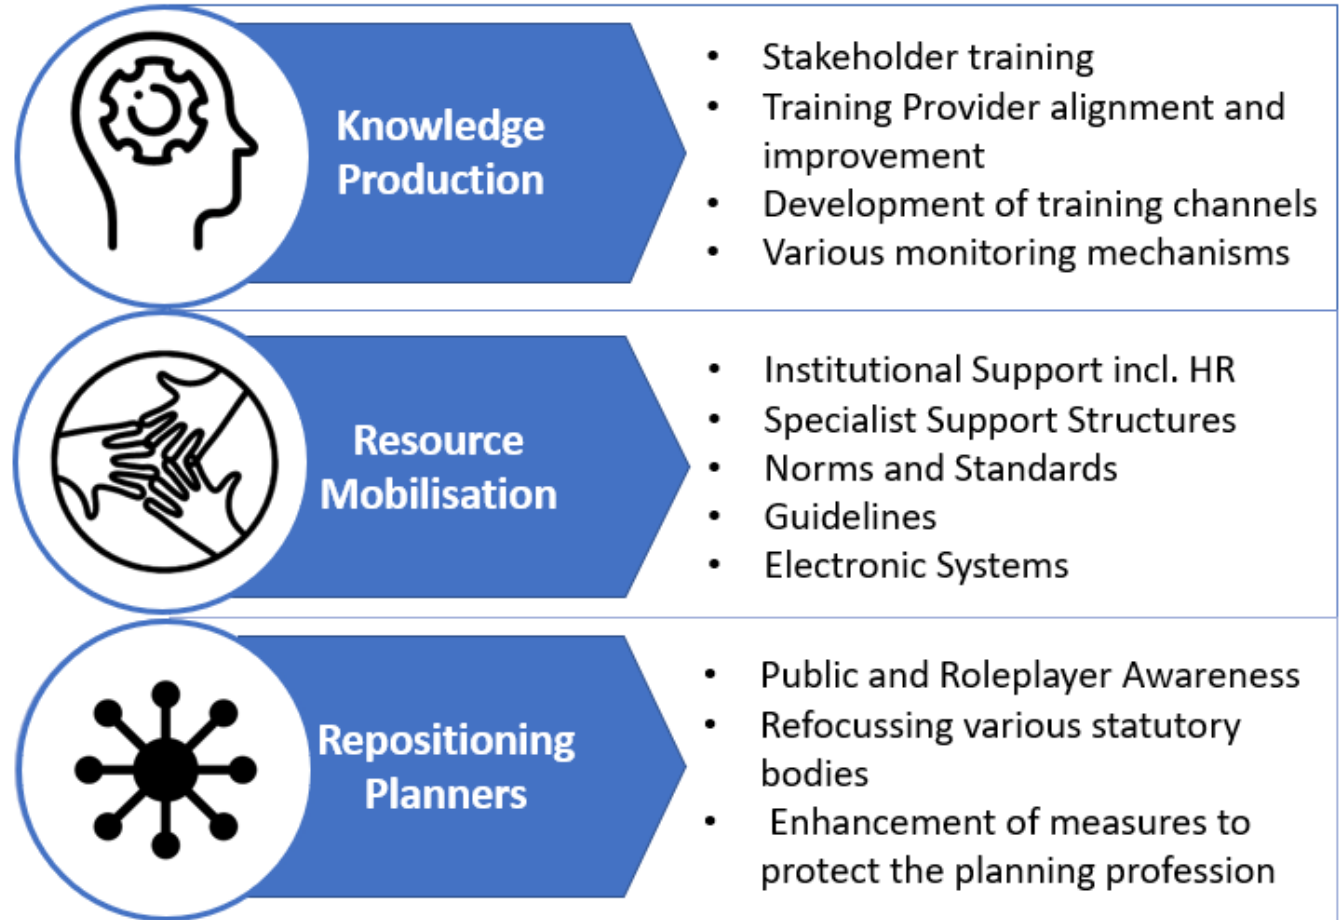 Knowledge
Production
• Stakeholder training
• Training Provider alignment and
improvement
• Development of training channels
• Various monitoring mechanisms
Resource
Mobilisation
• Institutional Support incl. HR
• Specialist Support Structures
• Norms and Standards
• Guidelines
• Electronic Systems
Repositioning
Planners
• Public and Roleplayer Awareness
• Refocussing various statutory
bodies
• Enhancement of measures to
protect the planning profession